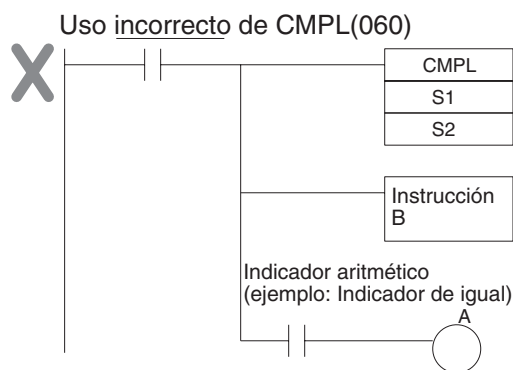 Uso incorrecto de CMPL(060)
CMPL
S1
S2
Instrucción
B
Indicador aritmético
(ejemplo: Indicador de igual)
A